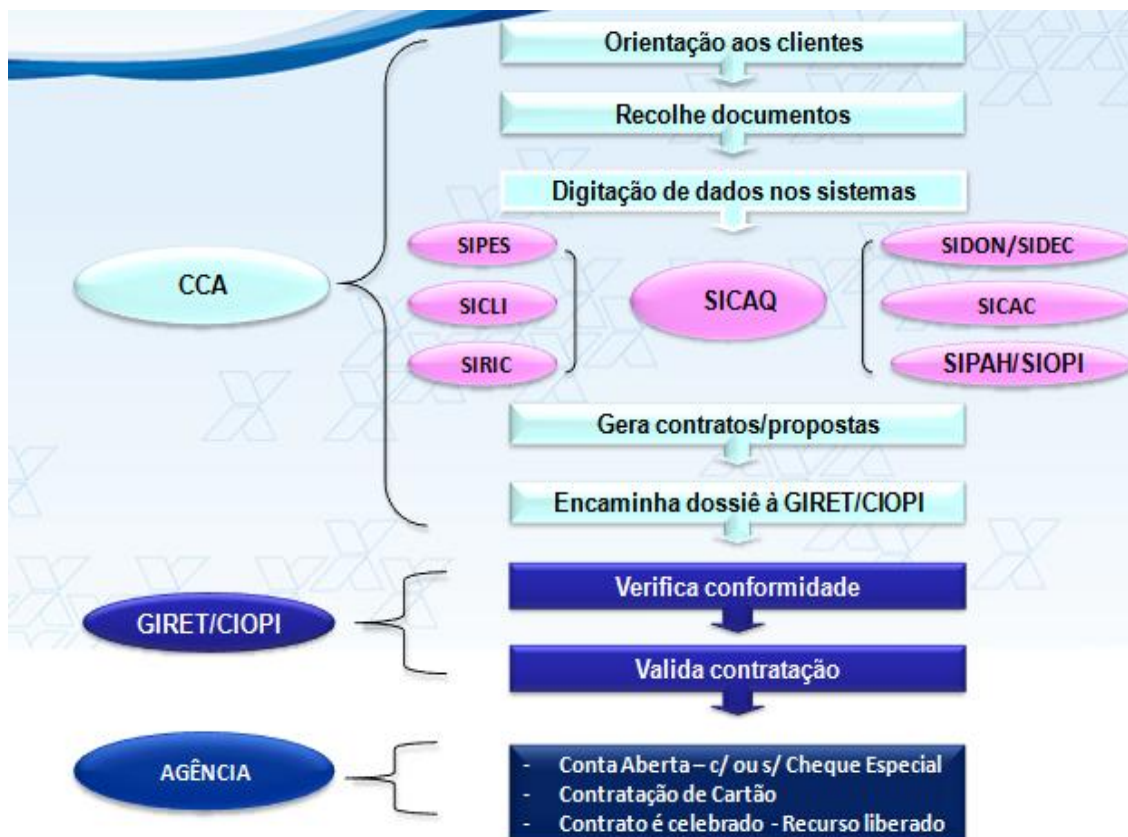 Orientação aos clientes
Recolhe documentos
Digitação de dados nos sistemas
SIPES
SIDON/SIDEC
CCA
SICLI
SICAQ
SICAC
SIRIC
SIPAH/SIOPI
Gera contratos/propostas
Encaminha dossiê à GIRET/CIOPI
Verifica conformidade
GIRET/CIOPI
Valida contratação
AGÊNCIA
- Conta Aberta – c/ ou s/ Cheque Especial
- Contratação de Cartão
- Contrato é celebrado - Recurso liberado